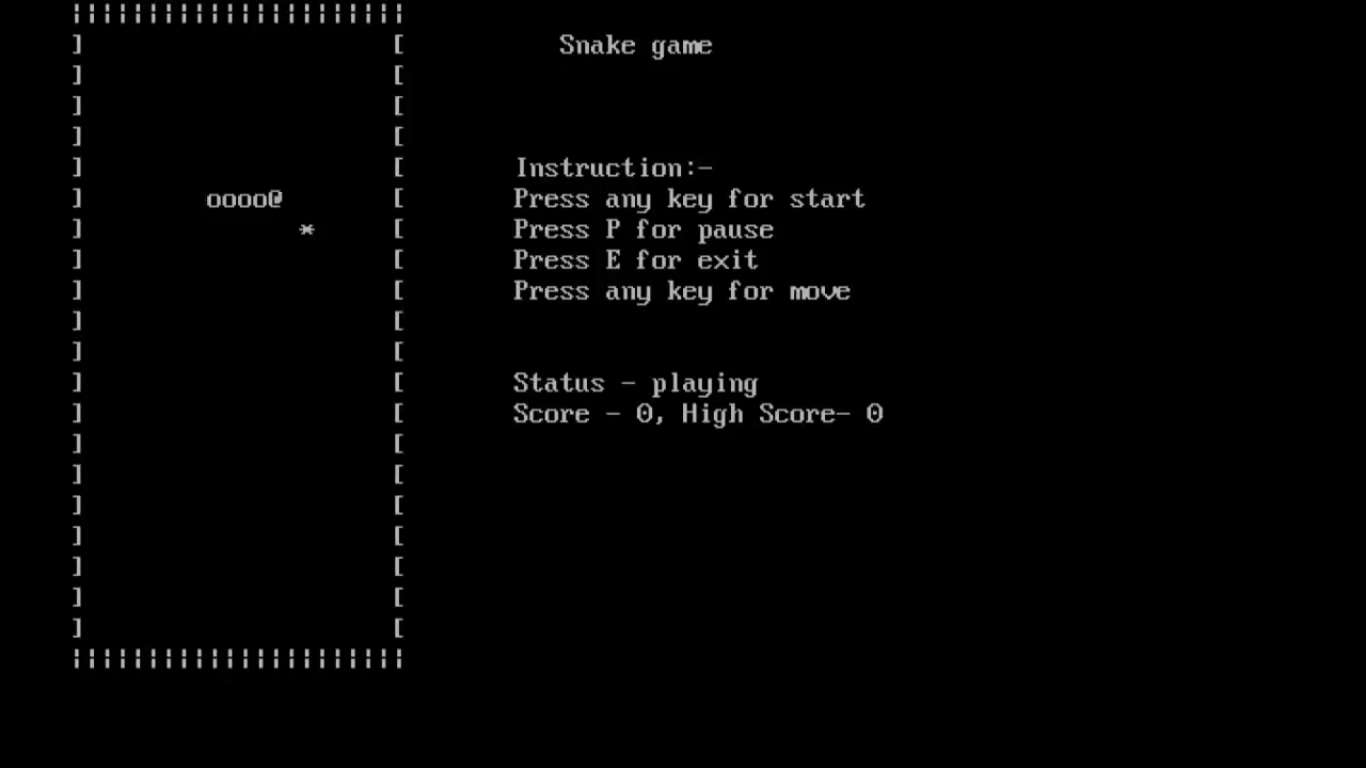 Snake game
oooo@
*
Instruction:-
Press any key for start
Press P for pause
Press E for exit
Press any key for move
Status - playing
Score - 0, High Score- 0